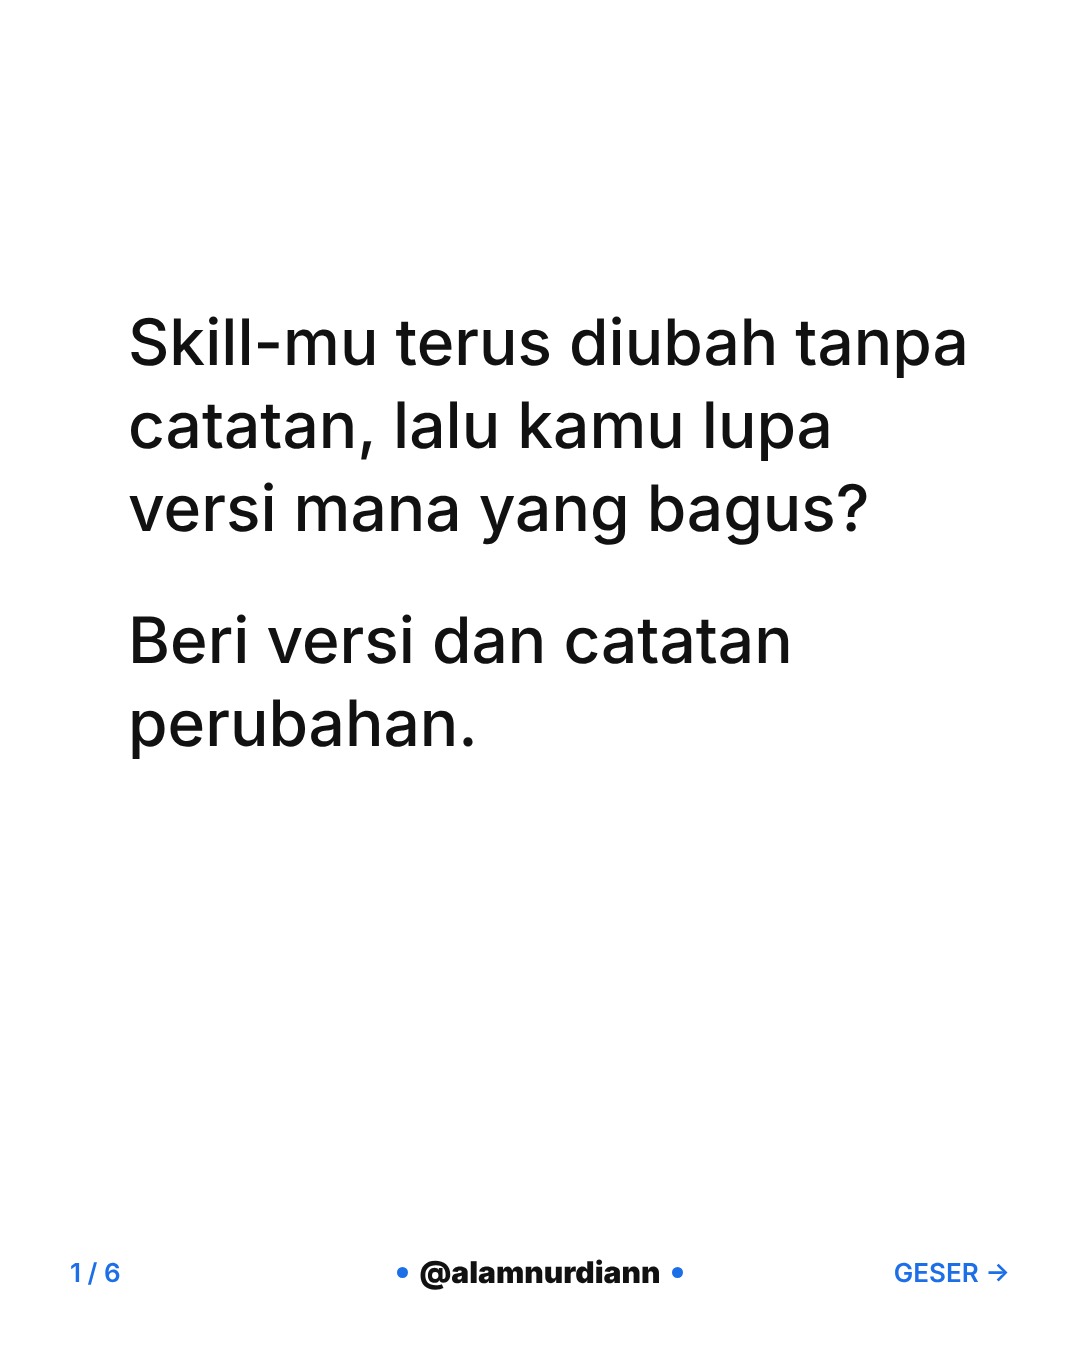 Skill-mu terus diubah tanpa
catatan, lalu kamu lupa
versi mana yang bagus?
Beri versi dan catatan
perubahan.
1 / 6
• @alamnurdiann •
GESER →